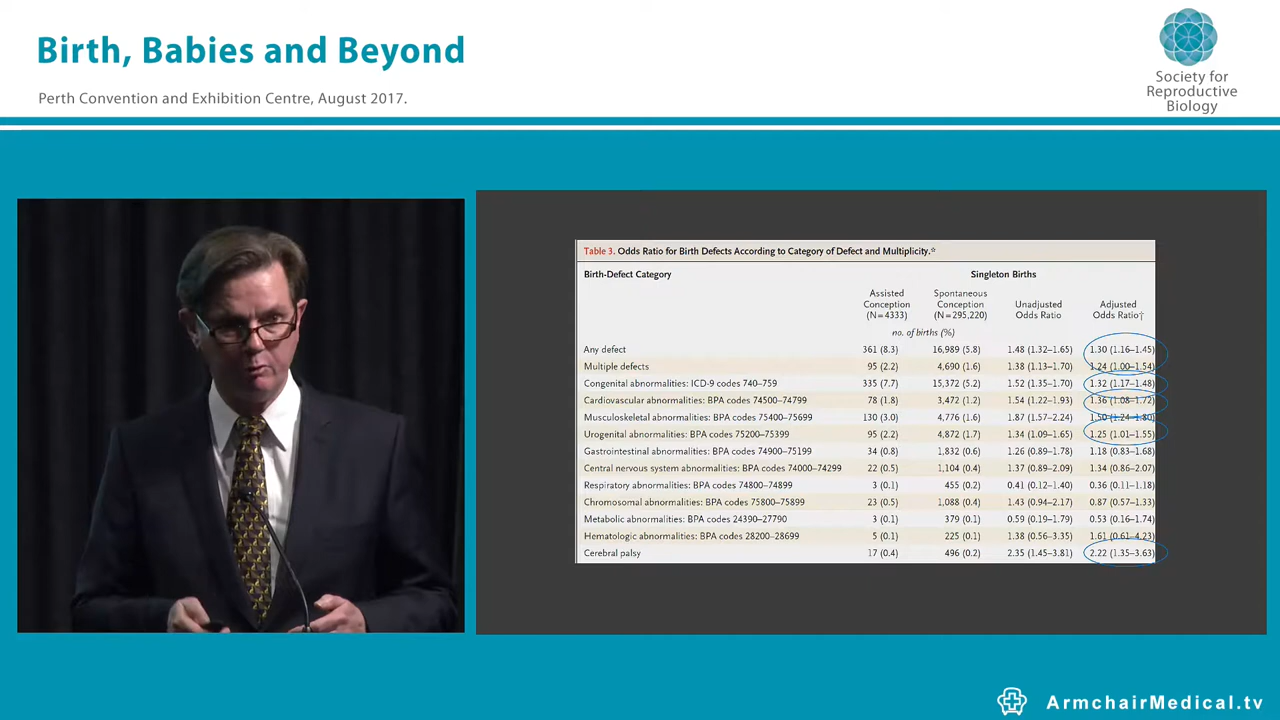 Birth, Babies and Beyond
Perth Convention and Exhibition Centre, August 2017.
Society for
Reproductive
Biology
Table 3. Odds Ratio for Birth Defects According to Category of Defect and Multiplicity.*
Birth-Defect Category Singleton Births
Assisted Conception (N=4333) Spontaneous Conception (N=295,220) Unadjusted Odds Ratio Adjusted Odds Ratio†
no. of births (%)
Any defect 361 (8.3) 16,989 (5.8) 1.48 (1.32–1.65) 1.30 (1.16–1.45)
Multiple defects 95 (2.2) 4,690 (1.6) 1.38 (1.13–1.70) 1.24 (1.00–1.54)
Congenital abnormalities: ICD-9 codes 740–759 335 (7.7) 15,372 (5.2) 1.52 (1.35–1.70) 1.32 (1.17–1.48)
Cardiovascular abnormalities: BPA codes 74500–74799 78 (1.8) 3,472 (1.2) 1.54 (1.22–1.93) 1.36 (1.08–1.72)
Musculoskeletal abnormalities: BPA codes 75400–75699 130 (3.0) 4,776 (1.6) 1.87 (1.57–2.24) 1.50 (1.24–1.80)
Urogenital abnormalities: BPA codes 75200–75399 95 (2.2) 4,872 (1.7) 1.34 (1.09–1.65) 1.25 (1.01–1.55)
Gastrointestinal abnormalities: BPA codes 74900–75199 34 (0.8) 1,832 (0.6) 1.26 (0.89–1.78) 1.18 (0.83–1.68)
Central nervous system abnormalities: BPA codes 74000–74299 22 (0.5) 1,104 (0.4) 1.37 (0.89–2.09) 1.34 (0.86–2.07)
Respiratory abnormalities: BPA codes 74800–74899 3 (0.1) 455 (0.2) 0.41 (0.12–1.40) 0.36 (0.11–1.18)
Chromosomal abnormalities: BPA codes 75800–75899 23 (0.5) 1,088 (0.4) 1.43 (0.94–2.17) 0.87 (0.57–1.33)
Metabolic abnormalities: BPA codes 24390–27790 3 (0.1) 379 (0.1) 0.59 (0.19–1.79) 0.53 (0.16–1.74)
Hematologic abnormalities: BPA codes 28200–28699 5 (0.1) 225 (0.1) 1.38 (0.56–3.35) 1.61 (0.61–4.23)
Cerebral palsy 17 (0.4) 496 (0.2) 2.35 (1.45–3.81) 2.22 (1.35–3.63)
ArmchairMedical.tv